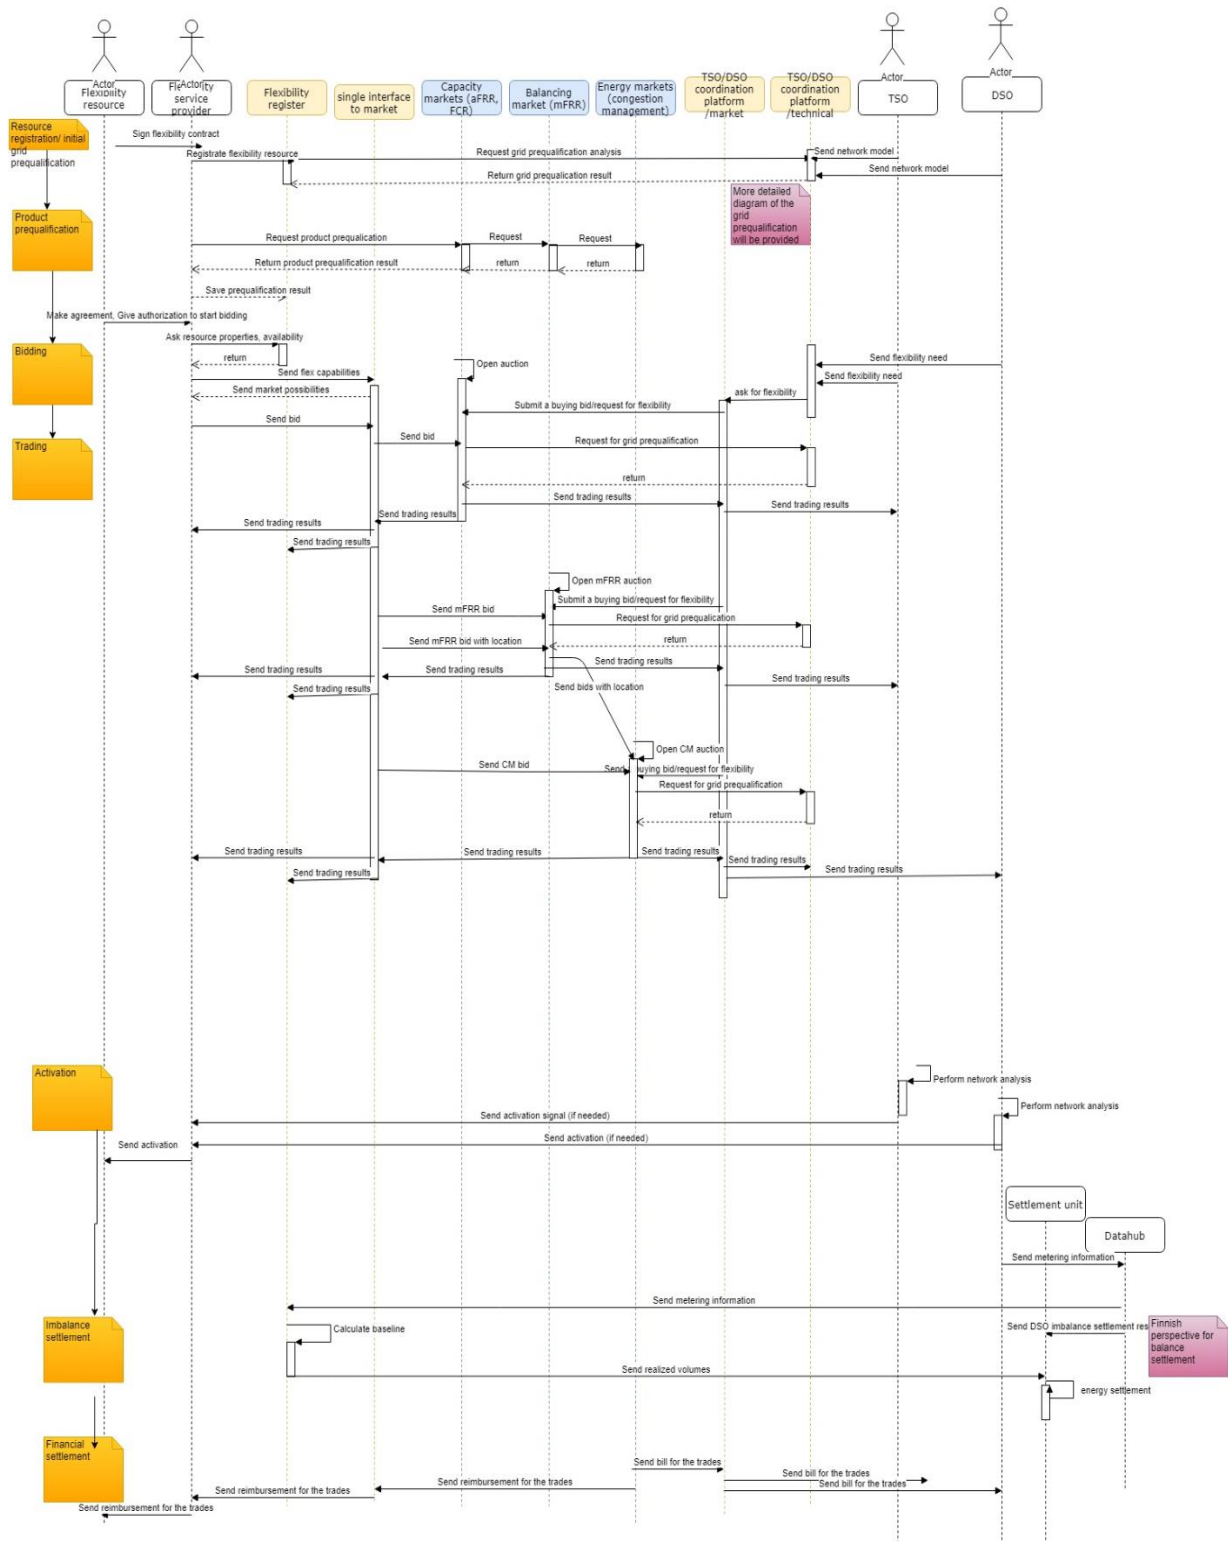 Actor
Flexibility
resource
Actor
service
provider
Flexibility
register
single interface
to market
Capacity
markets (aFRR,
FCR)
Balancing
market (mFRR)
Energy markets
(congestion
management)
TSO/DSO
coordination
platform
/market
TSO/DSO
coordination
platform
/technical
Actor
TSO
Actor
DSO
Resource
registration/ initial
grid
prequalification
Sign flexibility contract
Registrate flexibility resource
Request grid prequalification analysis
Send network model
Return grid prequalification result
Send network model
More detailed
diagram of the
grid
prequalification
will be provided
Product
prequalification
Request product prequalication
Request
Request
Return product prequalification result
return
return
Save prequalification result
Make agreement, Give authorization to start bidding
Ask resource properties, availability
Bidding
return
Open auction
Send flexibility need
Send flex capabilities
Send flexibility need
Send market possibilities
ask for flexibility
Submit a buying bid/request for flexibility
Send bid
Trading
Send bid
Request for grid prequalification
return
Send trading results
Send trading results
Send trading results
Send trading results
Send trading results
Open mFRR auction
Submit a buying bid/request for flexibility
Send mFRR bid
Request for grid prequalication
Send mFRR bid with location
return
Send trading results
Send trading results
Send trading results
Send trading results
Send bids with location
Send trading results
Open CM auction
Send CM bid
buying bid/request for flexibility
Request for grid prequalification
return
Send trading results
Send trading results
Send trading results
Send trading results
Send trading results
Send trading results
Activation
Perform network analysis
Perform network analysis
Send activation signal (if needed)
Send activation (if needed)
Send activation
Settlement unit
Datahub
Send metering information
Send metering information
Imbalance
settlement
Calculate baseline
Send DSO imbalance settlement res
Finnish
perspective for
balance
settlement
Send realized volumes
energy settlement
Financial
settlement
Send bill for the trades
Send bill for the trades
Send reimbursement for the trades
Send bill for the trades
Send reimbursement for the trades
Send reimbursement for the trades